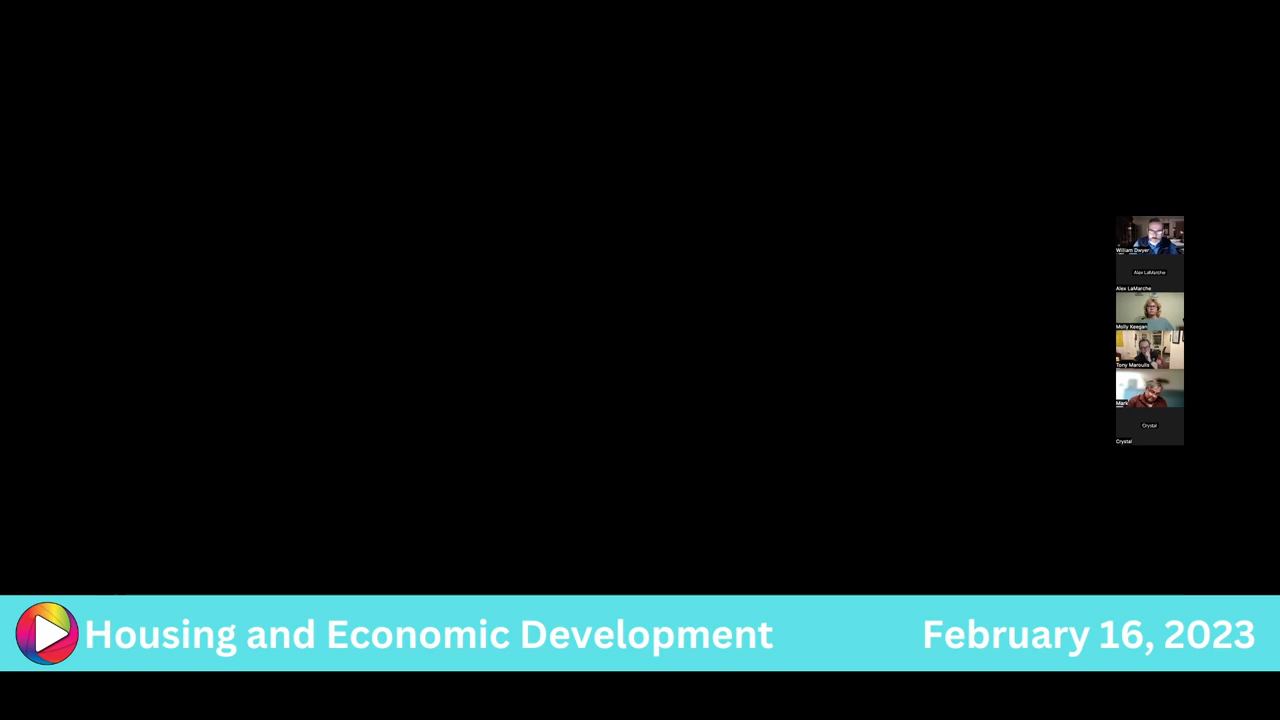 William Dwyer
Alex LaMarche
Alex LaMarche
Molly Keegan
Tony Maroulis
Mark
Crystal
Crystal
Housing and Economic Development
February 16, 2023